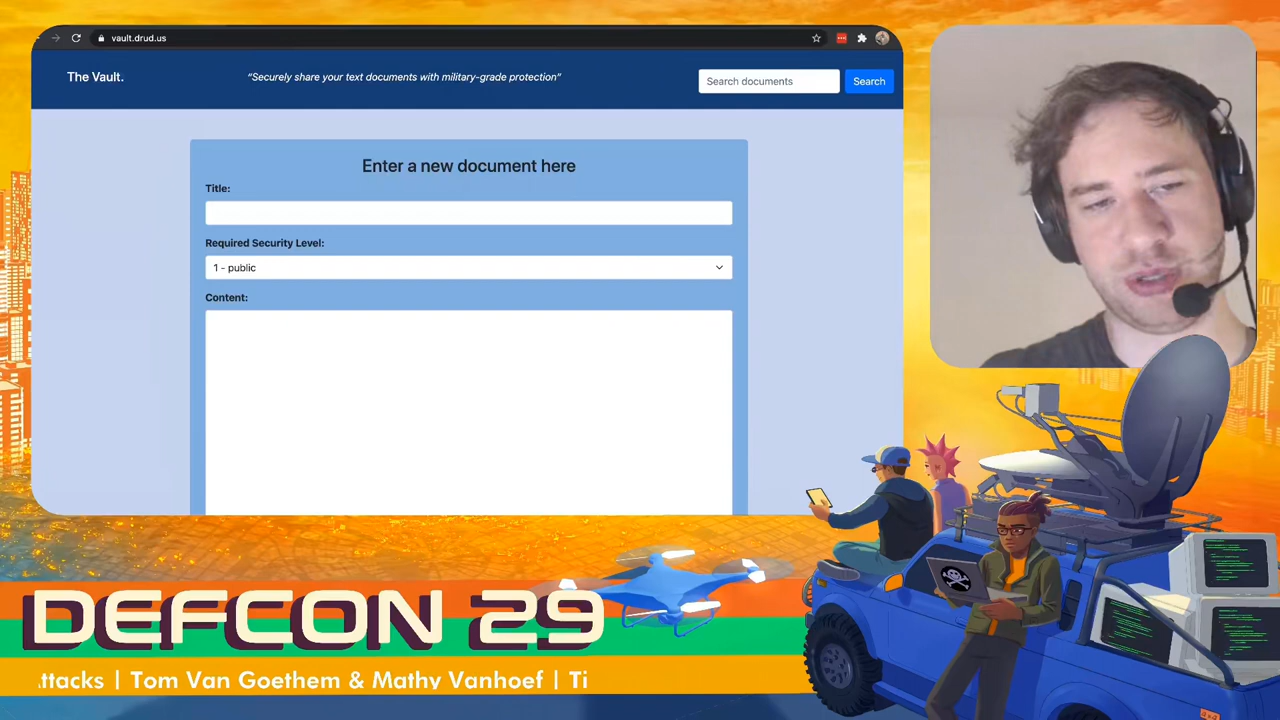 vault.drud.us
The Vault.
“Securely share your text documents with military-grade protection”
Search documents
Search
Enter a new document here
Title:
Required Security Level:
1 - public
Content:
DEFCON 29
ttacks | Tom Van Goethem & Mathy Vanhoef | Ti